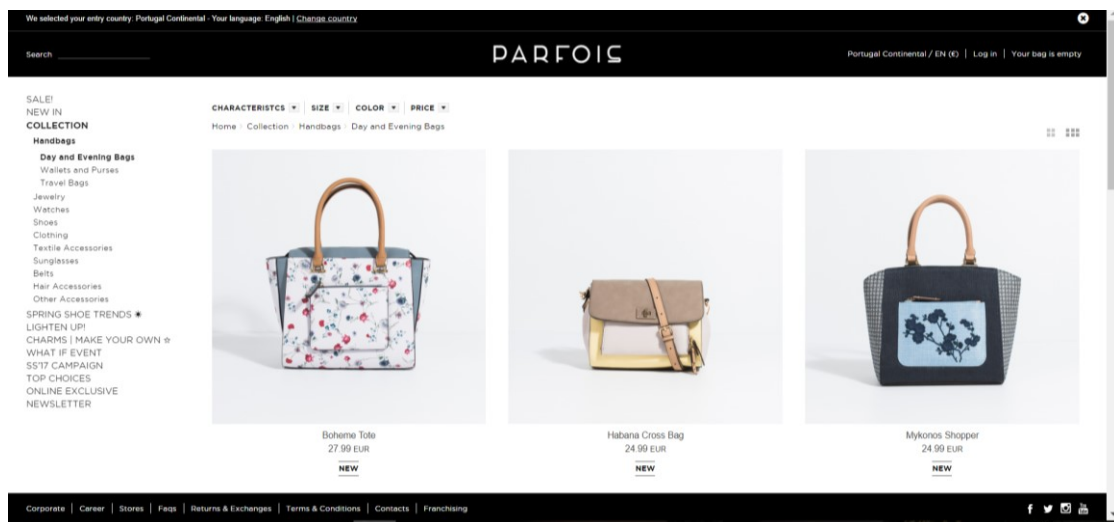 We selected your entry country: Portugal Continental - Your language: English | Change country
Search
PARFOIS
Portugal Continental / EN (€) | Log in | Your bag is empty
SALE!
NEW IN
COLLECTION
Handbags
Day and Evening Bags
Wallets and Purses
Travel Bags
Jewelry
Watches
Shoes
Clothing
Textile Accessories
Sunglasses
Belts
Hair Accessories
Other Accessories
SPRING SHOE TRENDS ☀
LIGHTEN UP!
CHARMS | MAKE YOUR OWN ☆
WHAT IF EVENT
SS'17 CAMPAIGN
TOP CHOICES
ONLINE EXCLUSIVE
NEWSLETTER
CHARACTERISTCS | SIZE | COLOR | PRICE
Home > Collection > Handbags > Day and Evening Bags
Boheme Tote
27.99 EUR
NEW
Habana Cross Bag
24.99 EUR
NEW
Mykonos Shopper
24.99 EUR
NEW
Corporate | Career | Stores | Faqs | Returns & Exchanges | Terms & Conditions | Contacts | Franchising